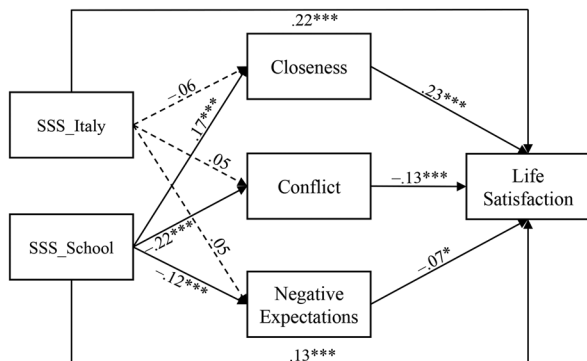 .22***
Closeness
−.06
.23***
SSS_Italy
.17***
.05
Conflict
−.13***
Life
Satisfaction
SSS_School
−.22***
.05
−.12***
Negative
Expectations
−.07*
.13***